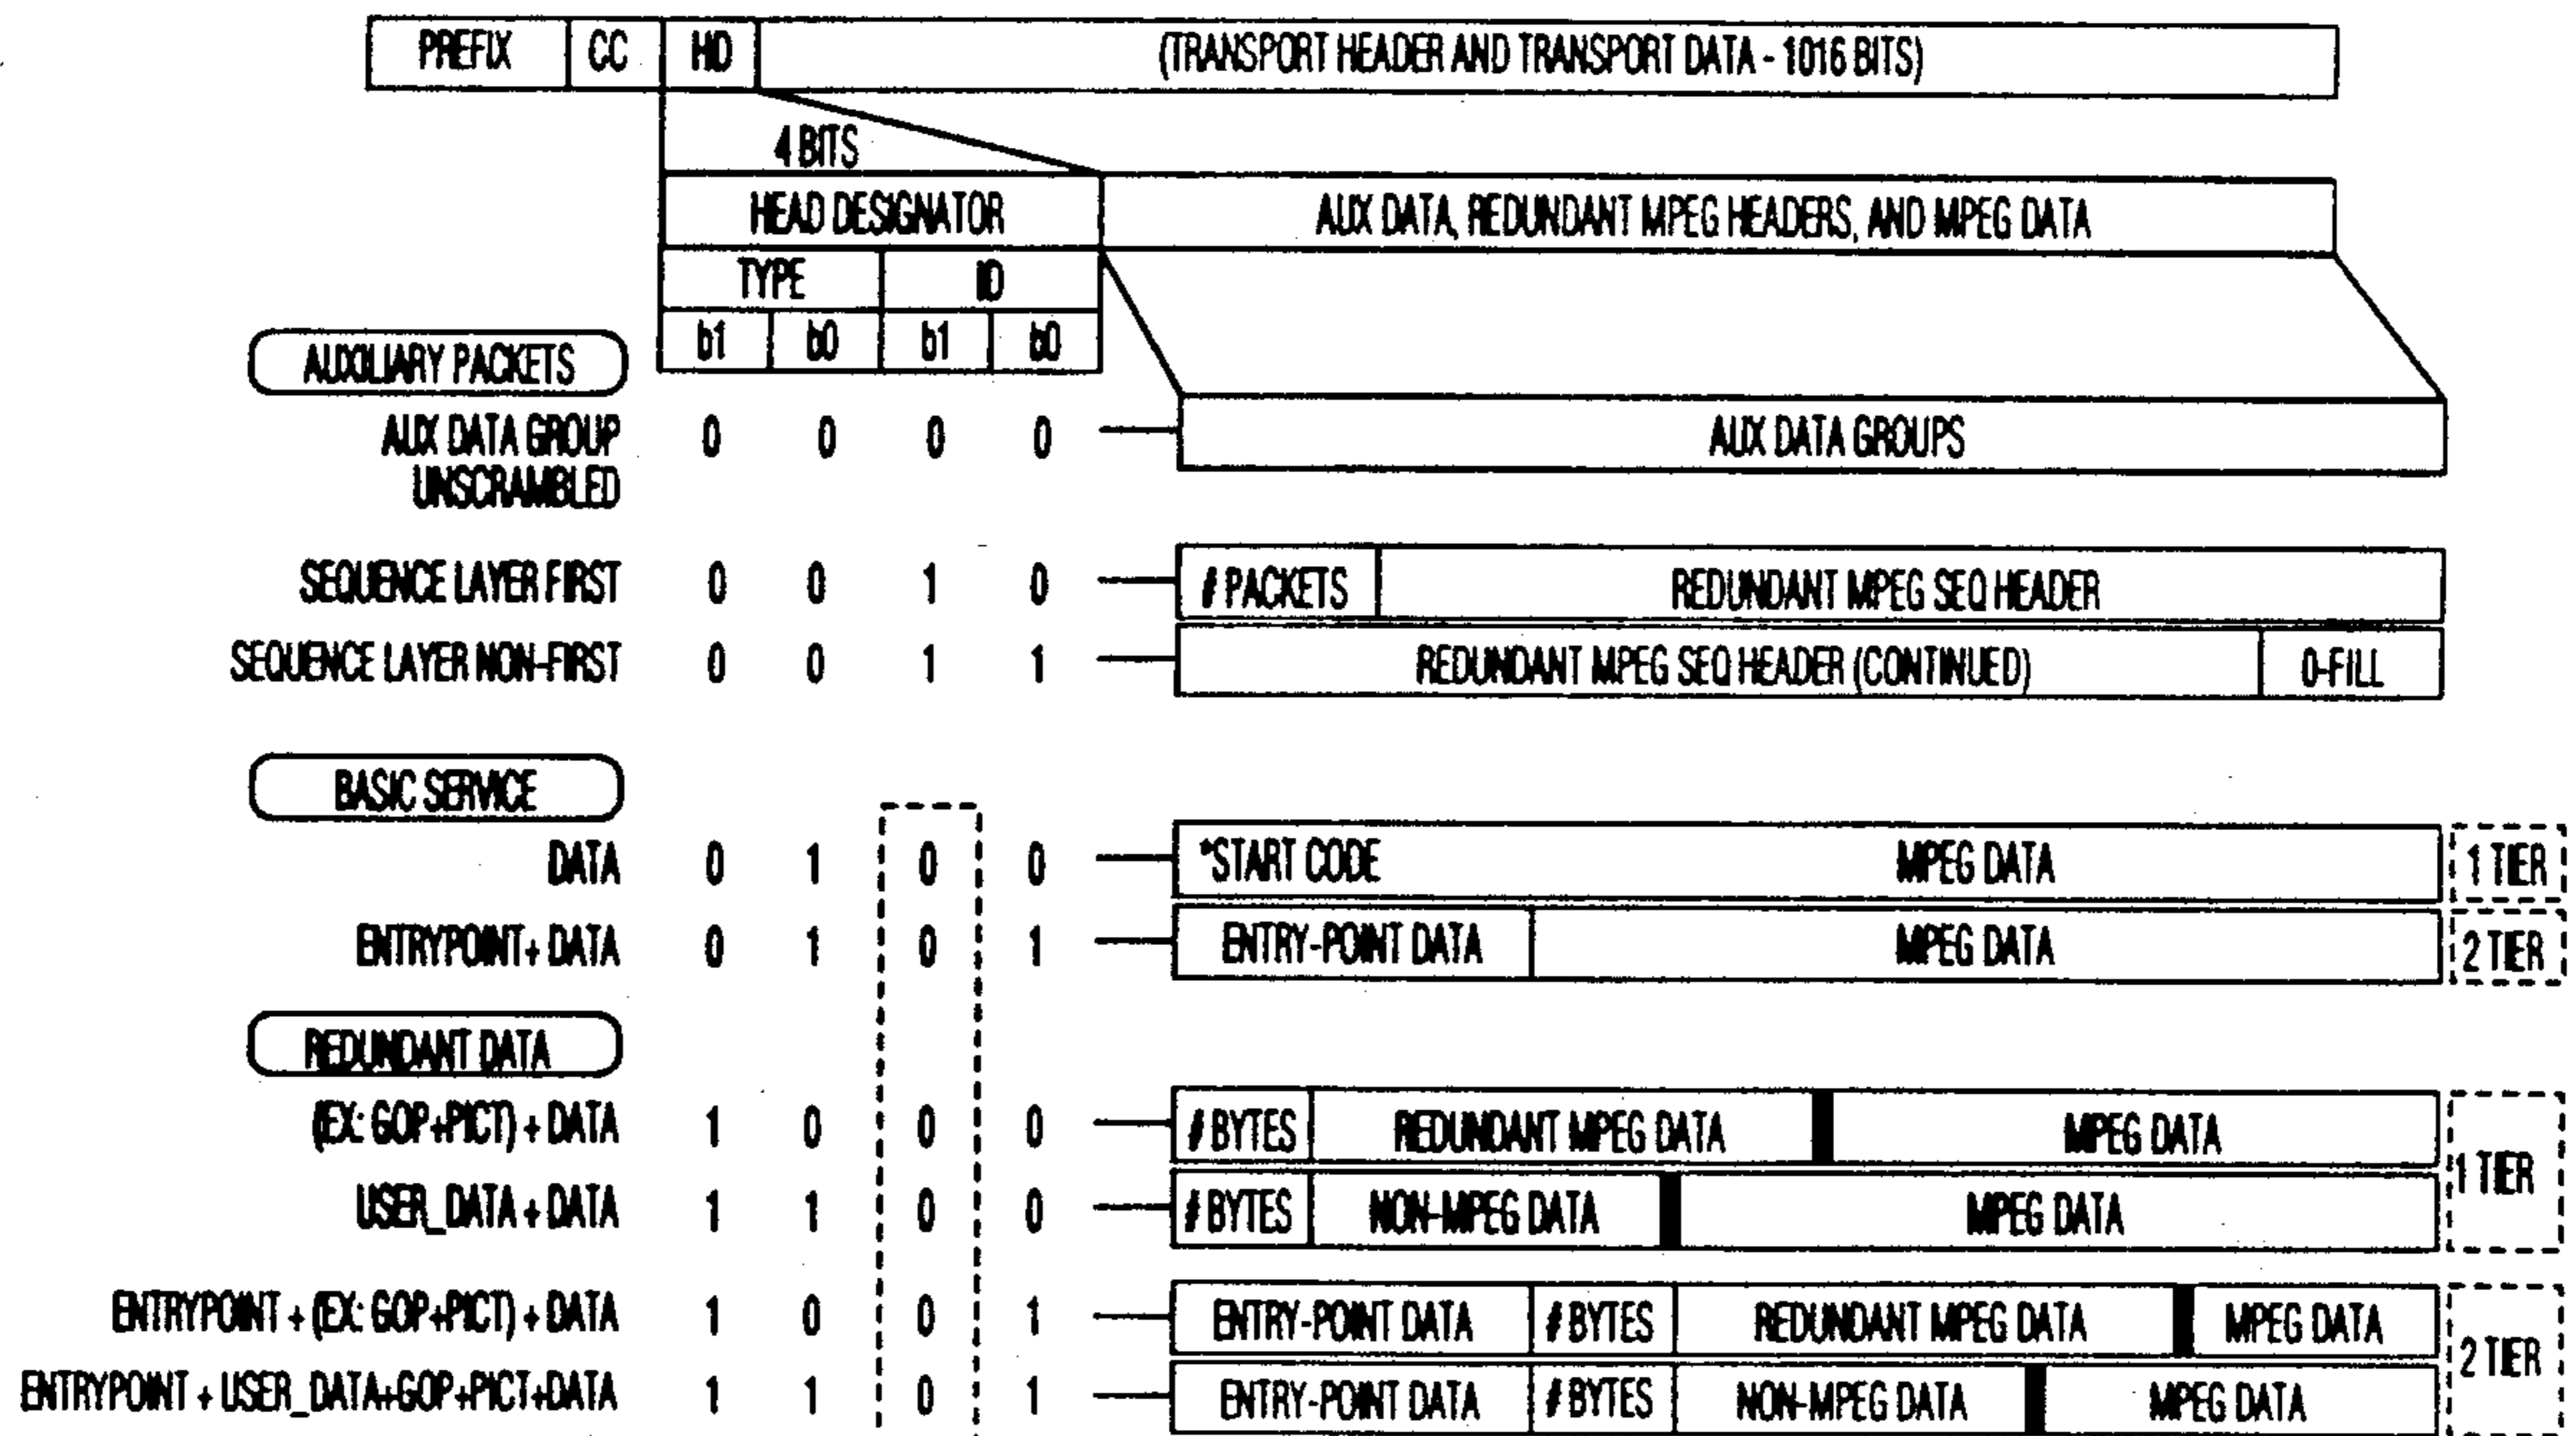 PREFIX CC HD (TRANSPORT HEADER AND TRANSPORT DATA - 1016 BITS)
4 BITS
HEAD DESIGNATOR AUX DATA, REDUNDANT MPEG HEADERS, AND MPEG DATA
TYPE ID
b1 b0 b1 b0
AUXILIARY PACKETS
AUX DATA GROUP 0 0 0 0 AUX DATA GROUPS
UNSCRAMBLED
SEQUENCE LAYER FIRST 0 0 1 0 # PACKETS REDUNDANT MPEG SEQ HEADER
SEQUENCE LAYER NON-FIRST 0 0 1 1 REDUNDANT MPEG SEQ HEADER (CONTINUED) 0-FILL
BASIC SERVICE
DATA 0 1 0 0 *START CODE MPEG DATA 1 TIER
ENTRYPOINT+ DATA 0 1 0 1 ENTRY-POINT DATA MPEG DATA 2 TIER
REDUNDANT DATA
(EX: GOP+PICT) + DATA 1 0 0 0 # BYTES REDUNDANT MPEG DATA MPEG DATA
1 TIER
USER_DATA + DATA 1 1 0 0 # BYTES NON-MPEG DATA MPEG DATA
ENTRYPOINT + (EX: GOP+PICT) + DATA 1 0 0 1 ENTRY-POINT DATA # BYTES REDUNDANT MPEG DATA MPEG DATA
2 TIER
ENTRYPOINT + USER_DATA+GOP+PICT+DATA 1 1 0 1 ENTRY-POINT DATA # BYTES NON-MPEG DATA MPEG DATA